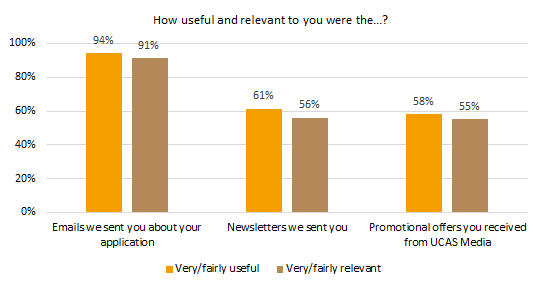 How useful and relevant to you were the...?
100%
80%
60%
40%
20%
0%
94%
91%
61%
56%
58%
55%
Emails we sent you about your
application
Newsletters we sent you
Promotional offers you received
from UCAS Media
Very/fairly useful
Very/fairly relevant